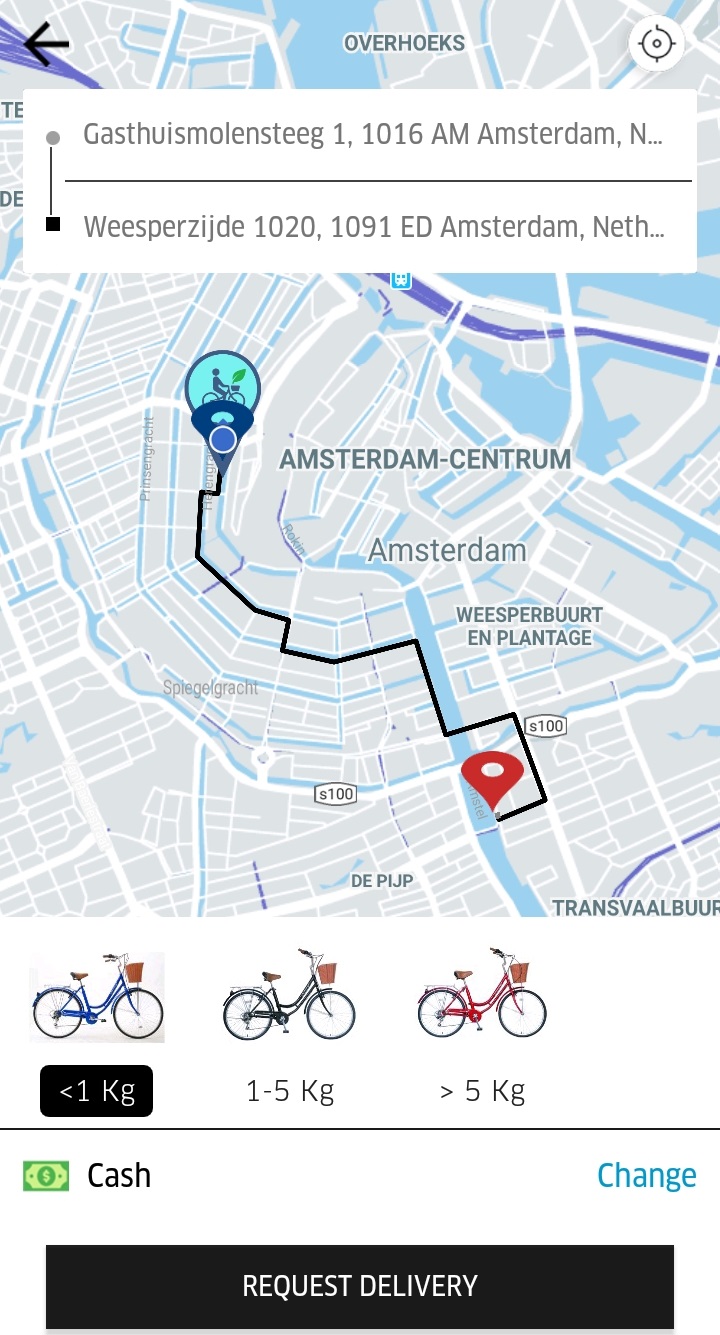 OVERHOEKS
TE
Gasthuismolensteeg 1, 1016 AM Amsterdam, N...
DE
Weesperzijde 1020, 1091 ED Amsterdam, Neth...
Prinsengracht
AMSTERDAM-CENTRUM
Rokin
Amsterdam
WEESPERBUURT
EN PLANTAGE
Spiegelgracht
s100
s100
DE PIJP
TRANSVAALBUUR
<1 Kg
1-5 Kg
> 5 Kg
Cash
Change
REQUEST DELIVERY